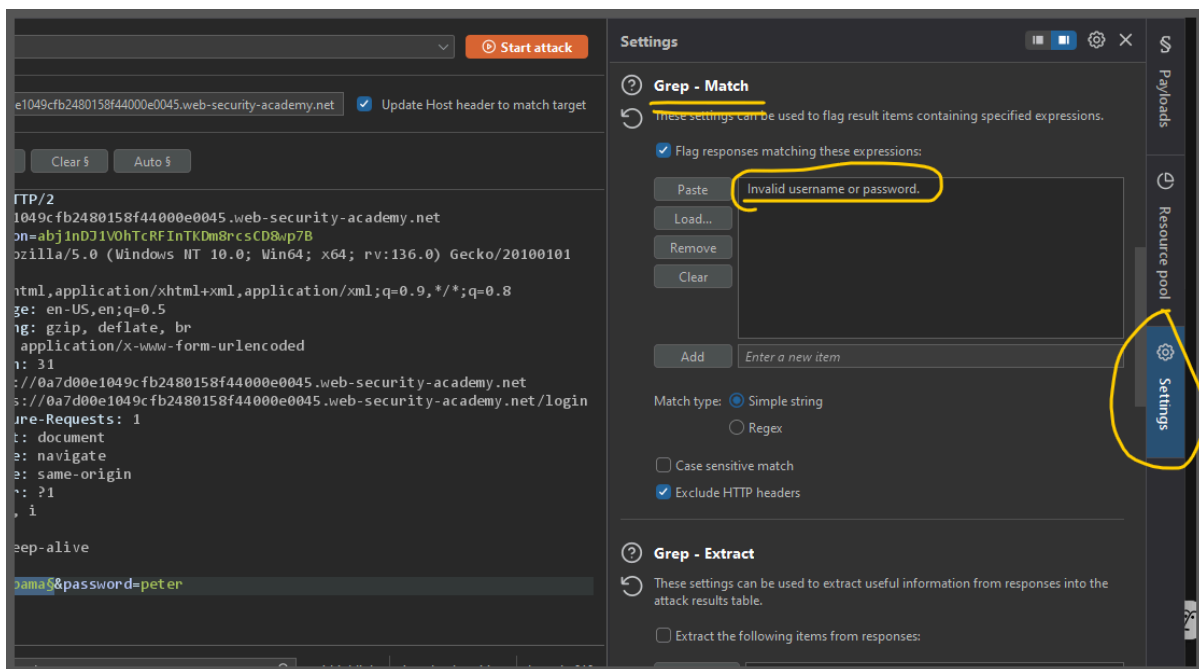 Start attack
e1049cfb2480158f44000e0045.web-security-academy.net Update Host header to match target
Clear § Auto §
TTP/2
1049cfb2480158f44000e0045.web-security-academy.net
on=abj1nDJ1VOhTcRFInTKDm8rcsCD8wp7B
ozilla/5.0 (Windows NT 10.0; Win64; x64; rv:136.0) Gecko/20100101
html,application/xhtml+xml,application/xml;q=0.9,*/*;q=0.8
ge: en-US,en;q=0.5
ng: gzip, deflate, br
application/x-www-form-urlencoded
n: 31
://0a7d00e1049cfb2480158f44000e0045.web-security-academy.net
s://0a7d00e1049cfb2480158f44000e0045.web-security-academy.net/login
ure-Requests: 1
t: document
e: navigate
e: same-origin
r: ?1
, i
eep-alive
bama§&password=peter
Settings
Grep - Match
These settings can be used to flag result items containing specified expressions.
Flag responses matching these expressions:
Paste
Load...
Remove
Clear
Invalid username or password.
Add Enter a new item
Match type: Simple string
Regex
Case sensitive match
Exclude HTTP headers
Grep - Extract
These settings can be used to extract useful information from responses into the
attack results table.
Extract the following items from responses:
§ Payloads
Resource pool
Settings